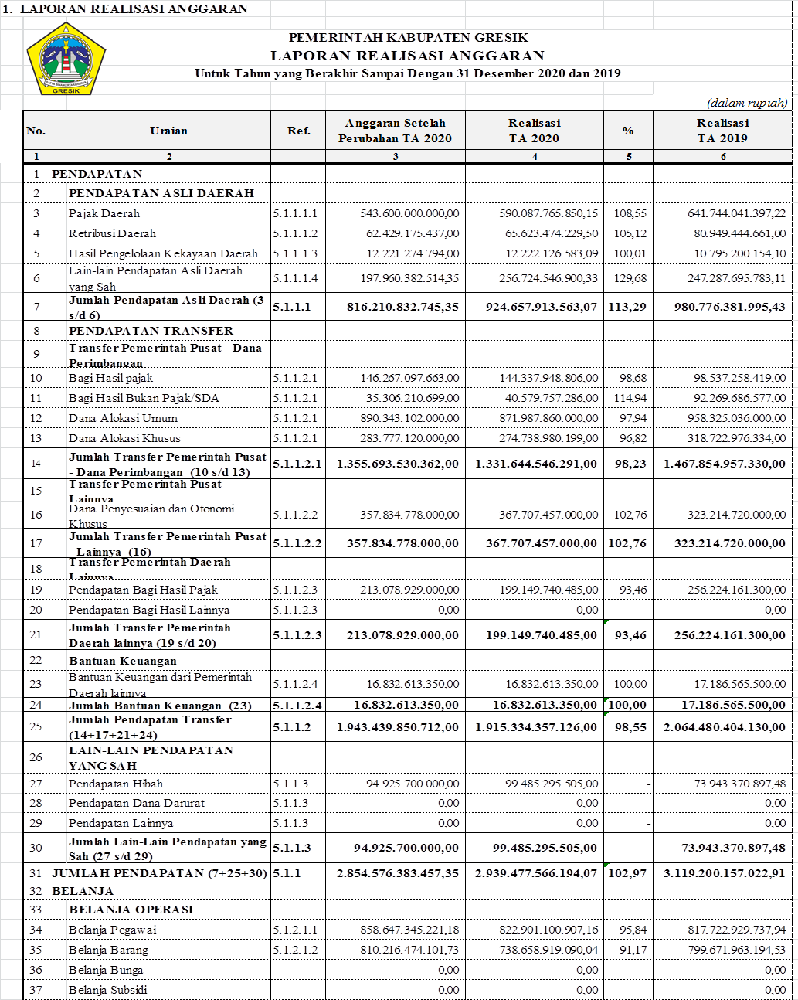 1. LAPORAN REALISASI ANGGARAN
PEMERINTAH KABUPATEN GRESIK
LAPORAN REALISASI ANGGARAN
Untuk Tahun yang Berakhir Sampai Dengan 31 Desember 2020 dan 2019
GRESIK
(dalam rupiah)
No. Uraian Ref. Anggaran Setelah Perubahan TA 2020 Realisasi TA 2020 % Realisasi TA 2019
1 2 3 4 5 6
1 PENDAPATAN
2 PENDAPATAN ASLI DAERAH
3 Pajak Daerah 5.1.1.1.1 543.600.000.000,00 590.087.765.850,15 108,55 641.744.041.397,22
4 Retribusi Daerah 5.1.1.1.2 62.429.175.437,00 65.623.474.229,50 105,12 80.949.444.661,00
5 Hasil Pengelolaan Kekayaan Daerah 5.1.1.1.3 12.221.274.794,00 12.222.126.583,09 100,01 10.795.200.154,10
6 Lain-lain Pendapatan Asli Daerah yang Sah 5.1.1.1.4 197.960.382.514,35 256.724.546.900,33 129,68 247.287.695.783,11
7 Jumlah Pendapatan Asli Daerah (3 s/d 6) 5.1.1.1 816.210.832.745,35 924.657.913.563,07 113,29 980.776.381.995,43
8 PENDAPATAN TRANSFER
9 Transfer Pemerintah Pusat - Dana Perimbangan
10 Bagi Hasil pajak 5.1.1.2.1 146.267.097.663,00 144.337.948.806,00 98,68 98.537.258.419,00
11 Bagi Hasil Bukan Pajak/SDA 5.1.1.2.1 35.306.210.699,00 40.579.757.286,00 114,94 92.269.686.577,00
12 Dana Alokasi Umum 5.1.1.2.1 890.343.102.000,00 871.987.860.000,00 97,94 958.325.036.000,00
13 Dana Alokasi Khusus 5.1.1.2.1 283.777.120.000,00 274.738.980.199,00 96,82 318.722.976.334,00
14 Jumlah Transfer Pemerintah Pusat - Dana Perimbangan (10 s/d 13) 5.1.1.2.1 1.355.693.530.362,00 1.331.644.546.291,00 98,23 1.467.854.957.330,00
15 Transfer Pemerintah Pusat - Lainnya
16 Dana Penyesuaian dan Otonomi Khusus 5.1.1.2.2 357.834.778.000,00 367.707.457.000,00 102,76 323.214.720.000,00
17 Jumlah Transfer Pemerintah Pusat - Lainnya (16) 5.1.1.2.2 357.834.778.000,00 367.707.457.000,00 102,76 323.214.720.000,00
18 Transfer Pemerintah Daerah Lainnya
19 Pendapatan Bagi Hasil Pajak 5.1.1.2.3 213.078.929.000,00 199.149.740.485,00 93,46 256.224.161.300,00
20 Pendapatan Bagi Hasil Lainnya 5.1.1.2.3 0,00 0,00 - 0,00
21 Jumlah Transfer Pemerintah Daerah lainnya (19 s/d 20) 5.1.1.2.3 213.078.929.000,00 199.149.740.485,00 93,46 256.224.161.300,00
22 Bantuan Keuangan
23 Bantuan Keuangan dari Pemerintah Daerah lainnya 5.1.1.2.4 16.832.613.350,00 16.832.613.350,00 100,00 17.186.565.500,00
24 Jumlah Bantuan Keuangan (23) 5.1.1.2.4 16.832.613.350,00 16.832.613.350,00 100,00 17.186.565.500,00
25 Jumlah Pendapatan Transfer (14+17+21+24) 5.1.1.2 1.943.439.850.712,00 1.915.334.357.126,00 98,55 2.064.480.404.130,00
26 LAIN-LAIN PENDAPATAN YANG SAH
27 Pendapatan Hibah 5.1.1.3 94.925.700.000,00 99.485.295.505,00 - 73.943.370.897,48
28 Pendapatan Dana Darurat 5.1.1.3 0,00 0,00 - 0,00
29 Pendapatan Lainnya 5.1.1.3 0,00 0,00 - 0,00
30 Jumlah Lain-Lain Pendapatan yang Sah (27 s/d 29) 5.1.1.3 94.925.700.000,00 99.485.295.505,00 - 73.943.370.897,48
31 JUMLAH PENDAPATAN (7+25+30) 5.1.1 2.854.576.383.457,35 2.939.477.566.194,07 102,97 3.119.200.157.022,91
32 BELANJA
33 BELANJA OPERASI
34 Belanja Pegawai 5.1.2.1.1 858.647.345.221,18 822.901.100.907,16 95,84 817.722.929.737,94
35 Belanja Barang 5.1.2.1.2 810.216.474.101,73 738.658.919.090,04 91,17 799.671.963.194,53
36 Belanja Bunga - 0,00 0,00 - 0,00
37 Belanja Subsidi - 0,00 0,00 - 0,00